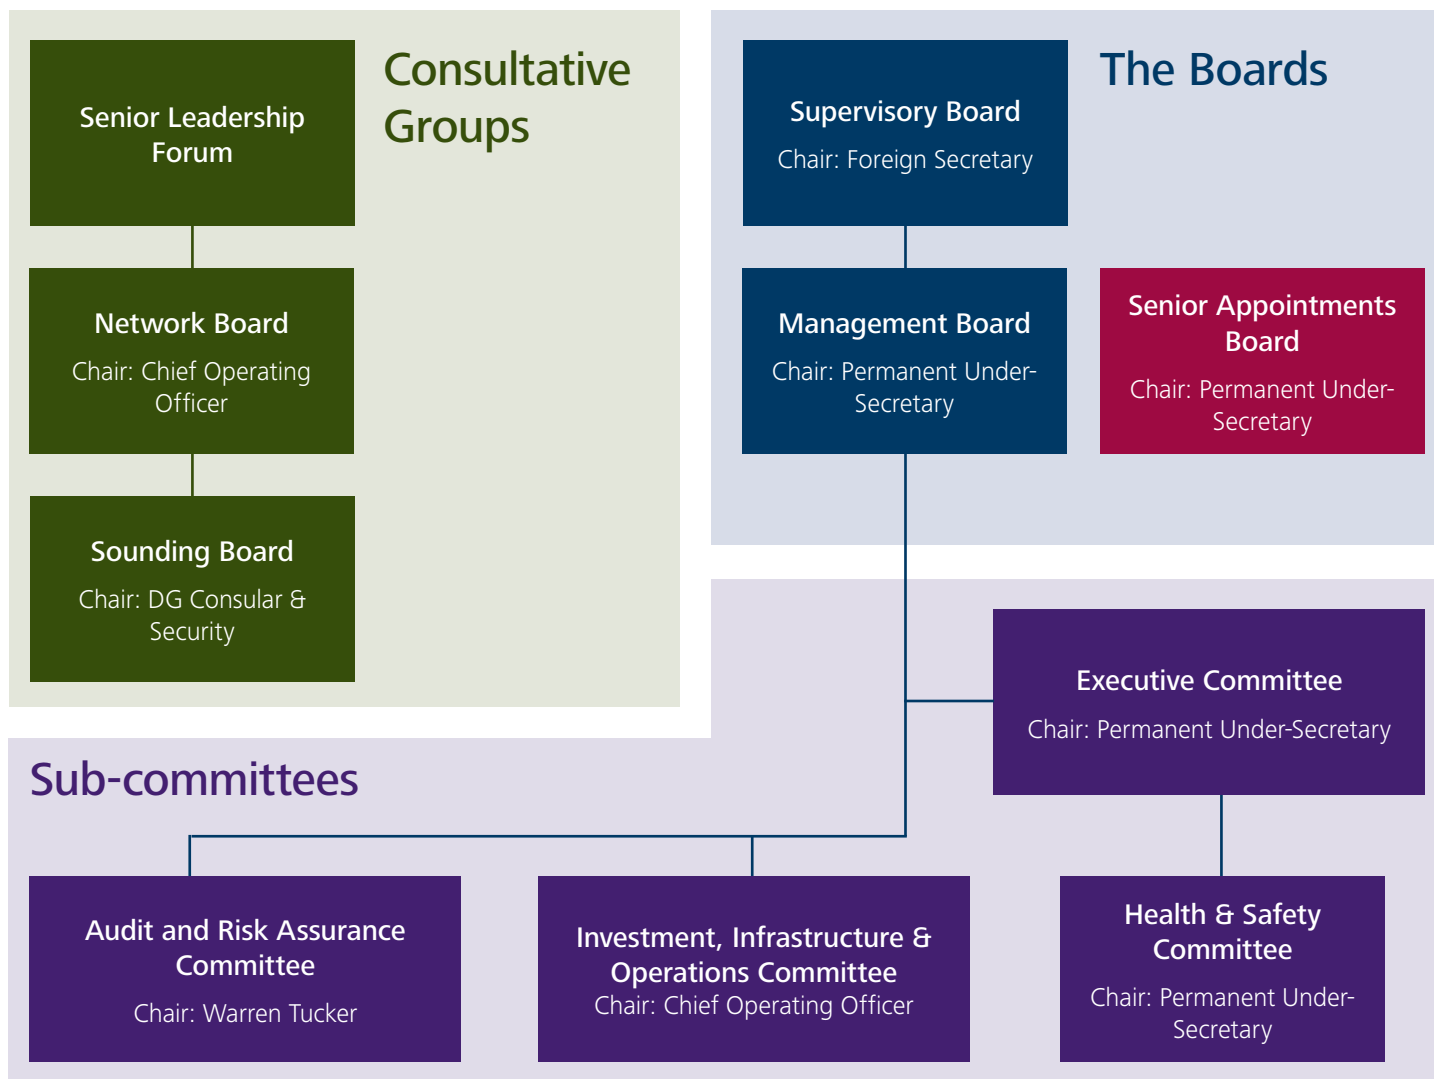 Consultative
Groups
Senior Leadership
Forum
Network Board
Chair: Chief Operating
Officer
Sounding Board
Chair: DG Consular &
Security
The Boards
Supervisory Board
Chair: Foreign Secretary
Management Board
Chair: Permanent Under-
Secretary
Senior Appointments
Board
Chair: Permanent Under-
Secretary
Sub-committees
Executive Committee
Chair: Permanent Under-Secretary
Audit and Risk Assurance
Committee
Chair: Warren Tucker
Investment, Infrastructure &
Operations Committee
Chair: Chief Operating Officer
Health & Safety
Committee
Chair: Permanent Under-
Secretary